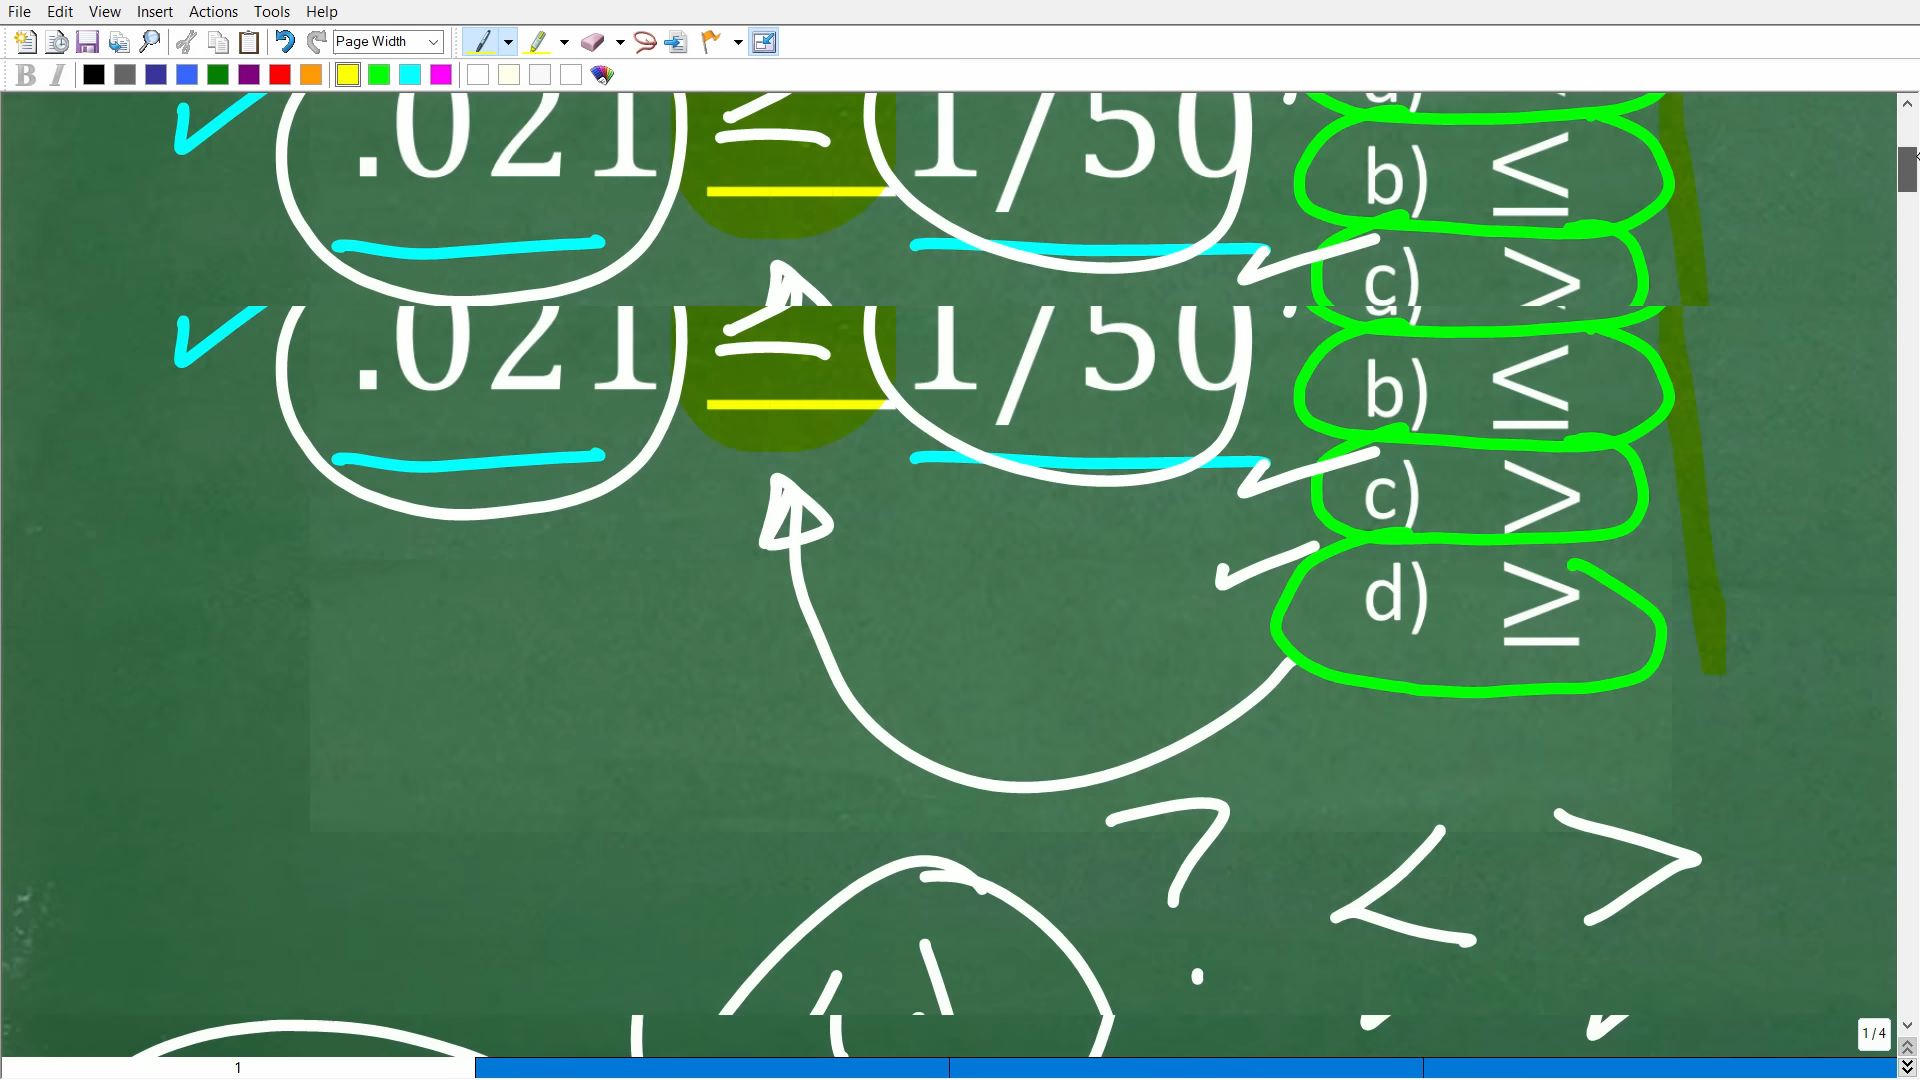 File Edit View Insert Actions Tools Help
Page Width
B I
.021 ≥ 1/50
b) ≤
c) >
.021 ≥ 1/50
b) ≤
c) >
d) ≥
? < >
1 / 4
1